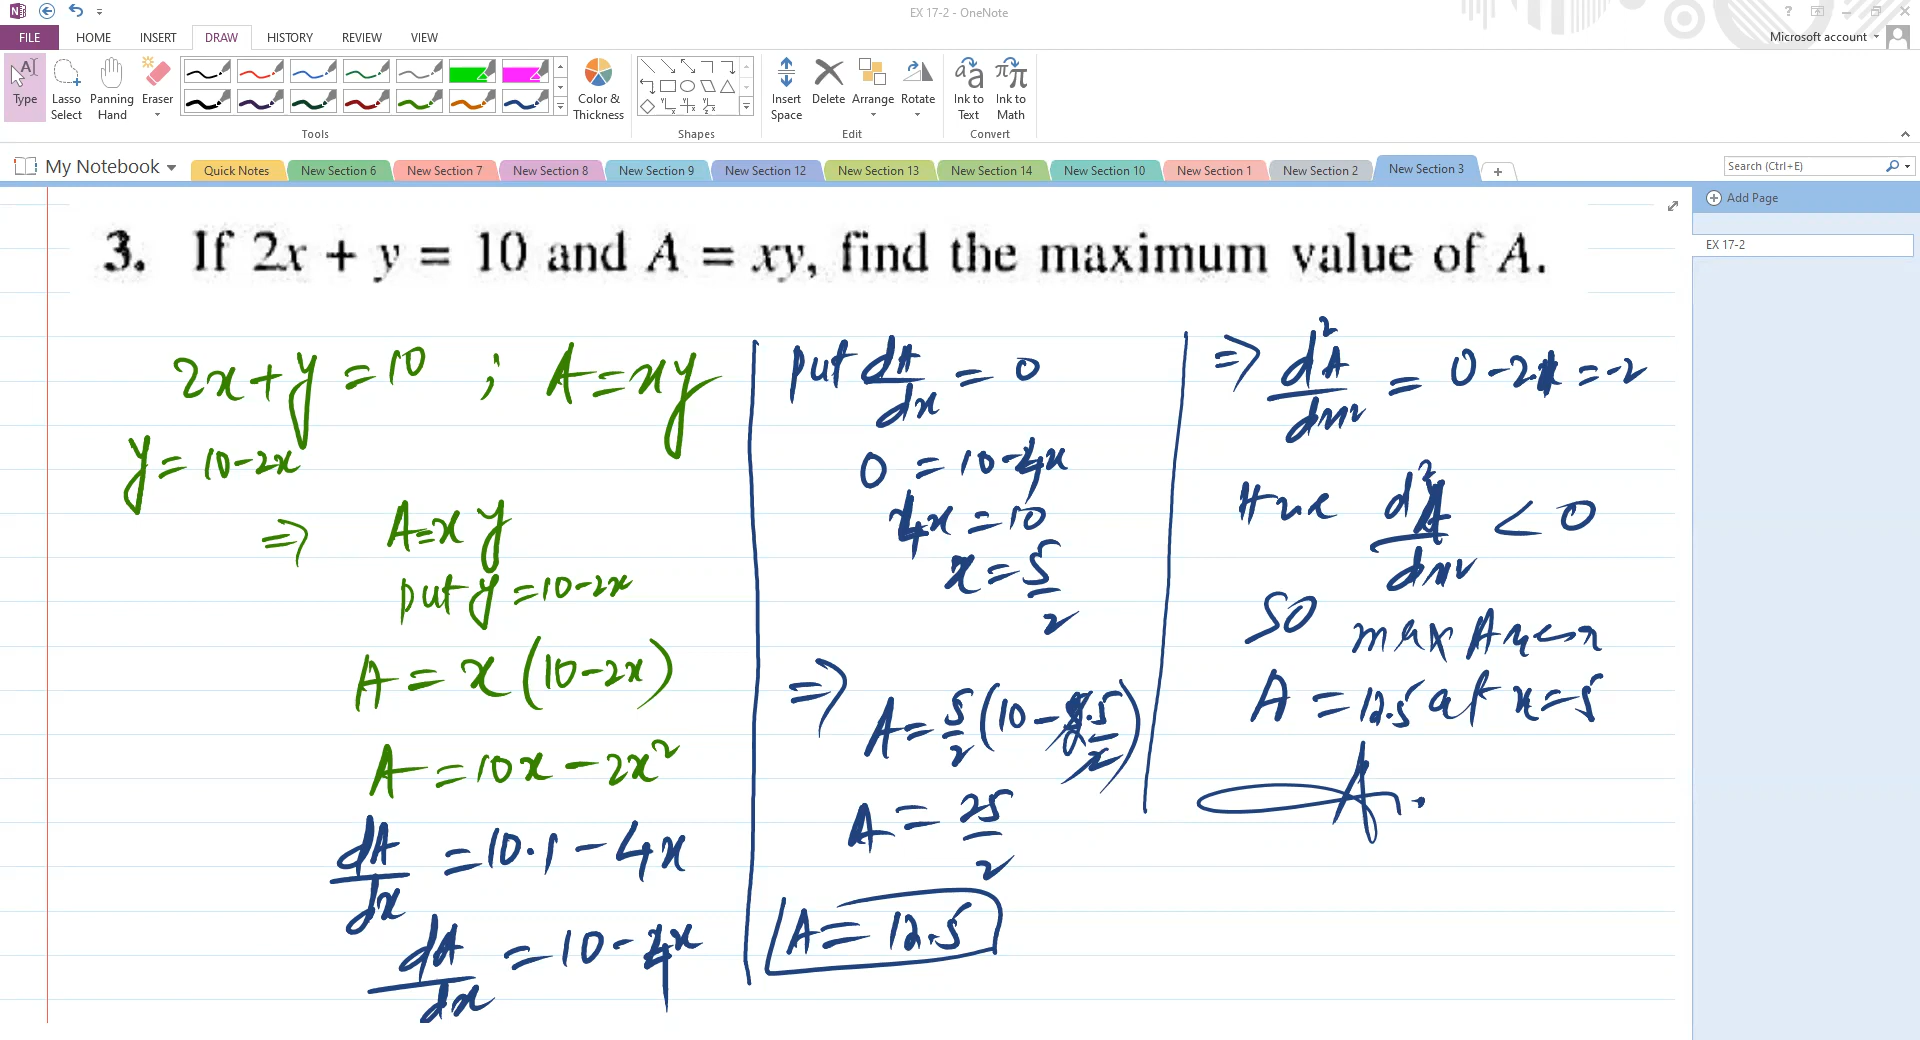 EX 17-2 - OneNote
FILE HOME INSERT DRAW HISTORY REVIEW VIEW
Microsoft account
Type
Lasso Select
Panning Hand
Eraser
Color & Thickness
Insert Space
Delete
Arrange
Rotate
Ink to Text
Ink to Math
Tools Shapes Edit Convert
My Notebook
Quick Notes New Section 6 New Section 7 New Section 8 New Section 9 New Section 12 New Section 13 New Section 14 New Section 10 New Section 1 New Section 2 New Section 3
Search (Ctrl+E)
Add Page
EX 17-2
3. If 2x + y = 10 and A = xy, find the maximum value of A.
2x+y=10 ; A=xy
y=10-2x
⇒ A=xy
put y=10-2x
A=x(10-2x)
A=10x-2x²
dA/dx =10·1-4x
dA/dx =10-4x
put dA/dx = 0
0 = 10-4x
4x=10
x=5/2
⇒ A=5/2(10-2·5/2)
A=25/2
A=12.5
⇒ d²A/dx² = 0-2 =-2
d²A/dx² < 0
SO max
A=12.5 at x=5